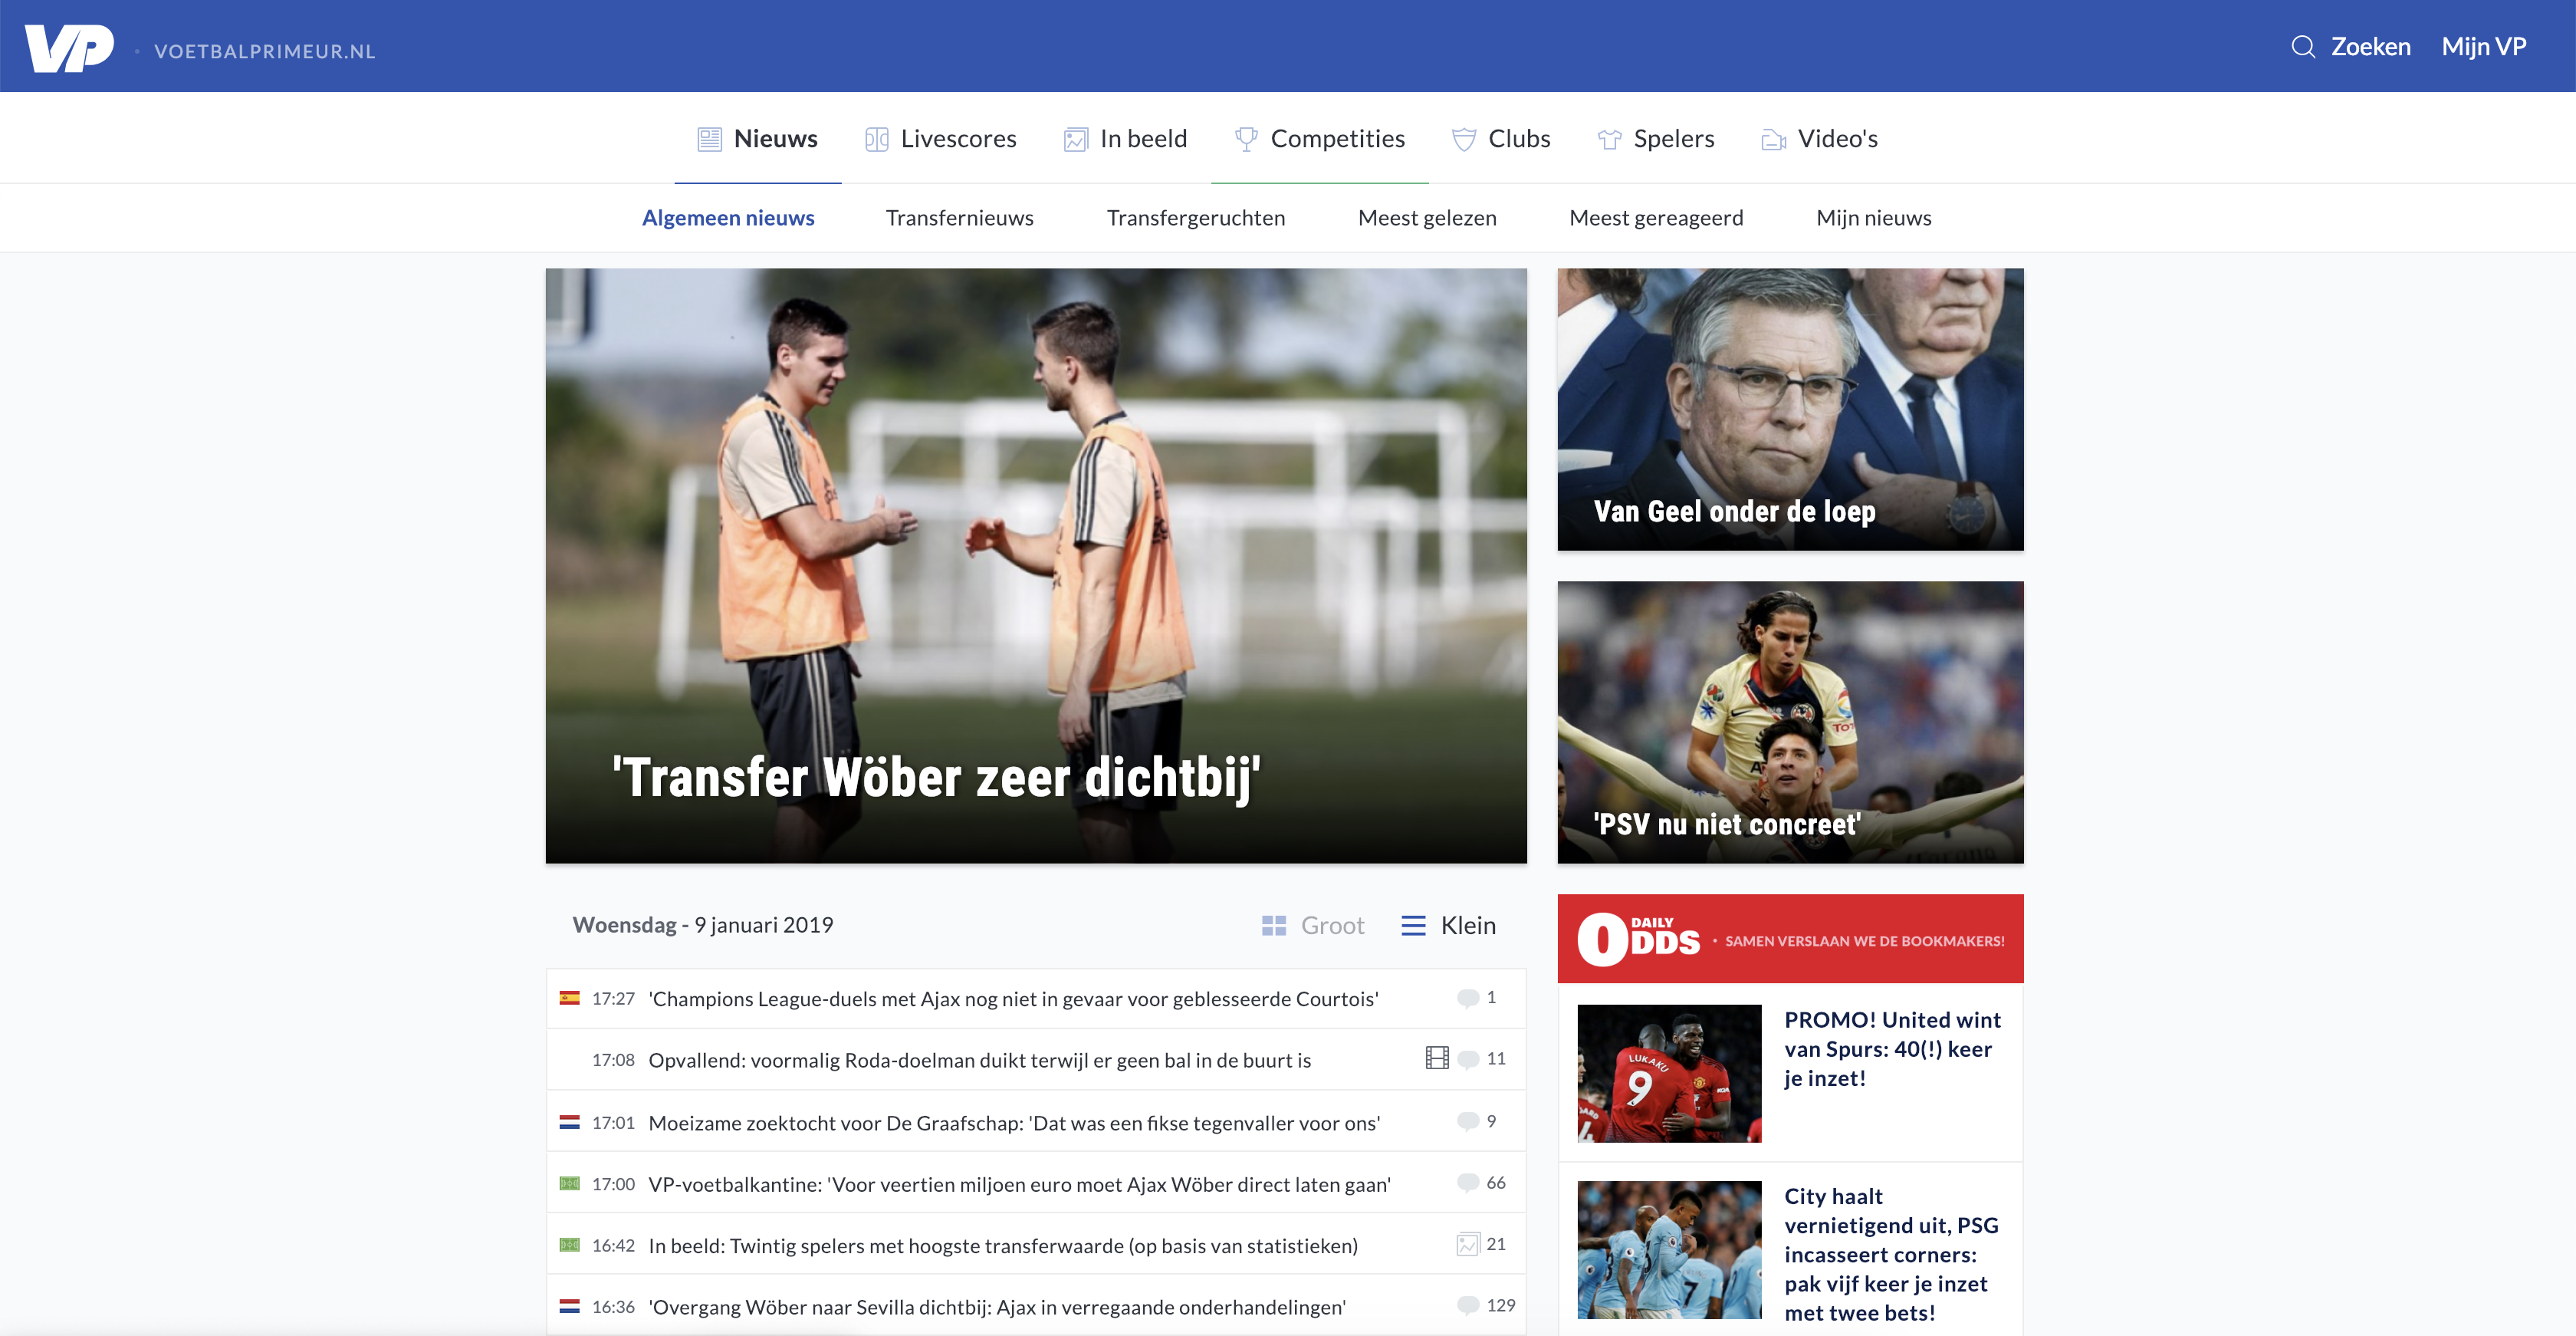 VP • VOETBALPRIMEUR.NL
Zoeken Mijn VP
Nieuws Livescores In beeld Competities Clubs Spelers Video's
Algemeen nieuws Transfernieuws Transfergeruchten Meest gelezen Meest gereageerd Mijn nieuws
'Transfer Wöber zeer dichtbij'
Van Geel onder de loep
'PSV nu niet concreet'
Woensdag - 9 januari 2019 Groot Klein
17:27 'Champions League-duels met Ajax nog niet in gevaar voor geblesseerde Courtois' 1
17:08 Opvallend: voormalig Roda-doelman duikt terwijl er geen bal in de buurt is 11
17:01 Moeizame zoektocht voor De Graafschap: 'Dat was een fikse tegenvaller voor ons' 9
17:00 VP-voetbalkantine: 'Voor veertien miljoen euro moet Ajax Wöber direct laten gaan' 66
16:42 In beeld: Twintig spelers met hoogste transferwaarde (op basis van statistieken) 21
16:36 'Overgang Wöber naar Sevilla dichtbij: Ajax in verregaande onderhandelingen' 129
DAILY
ODDS • SAMEN VERSLAAN WE DE BOOKMAKERS!
LUKAKU
9
PROMO! United wint
van Spurs: 40(!) keer
je inzet!
City haalt
vernietigend uit, PSG
incasseert corners:
pak vijf keer je inzet
met twee bets!